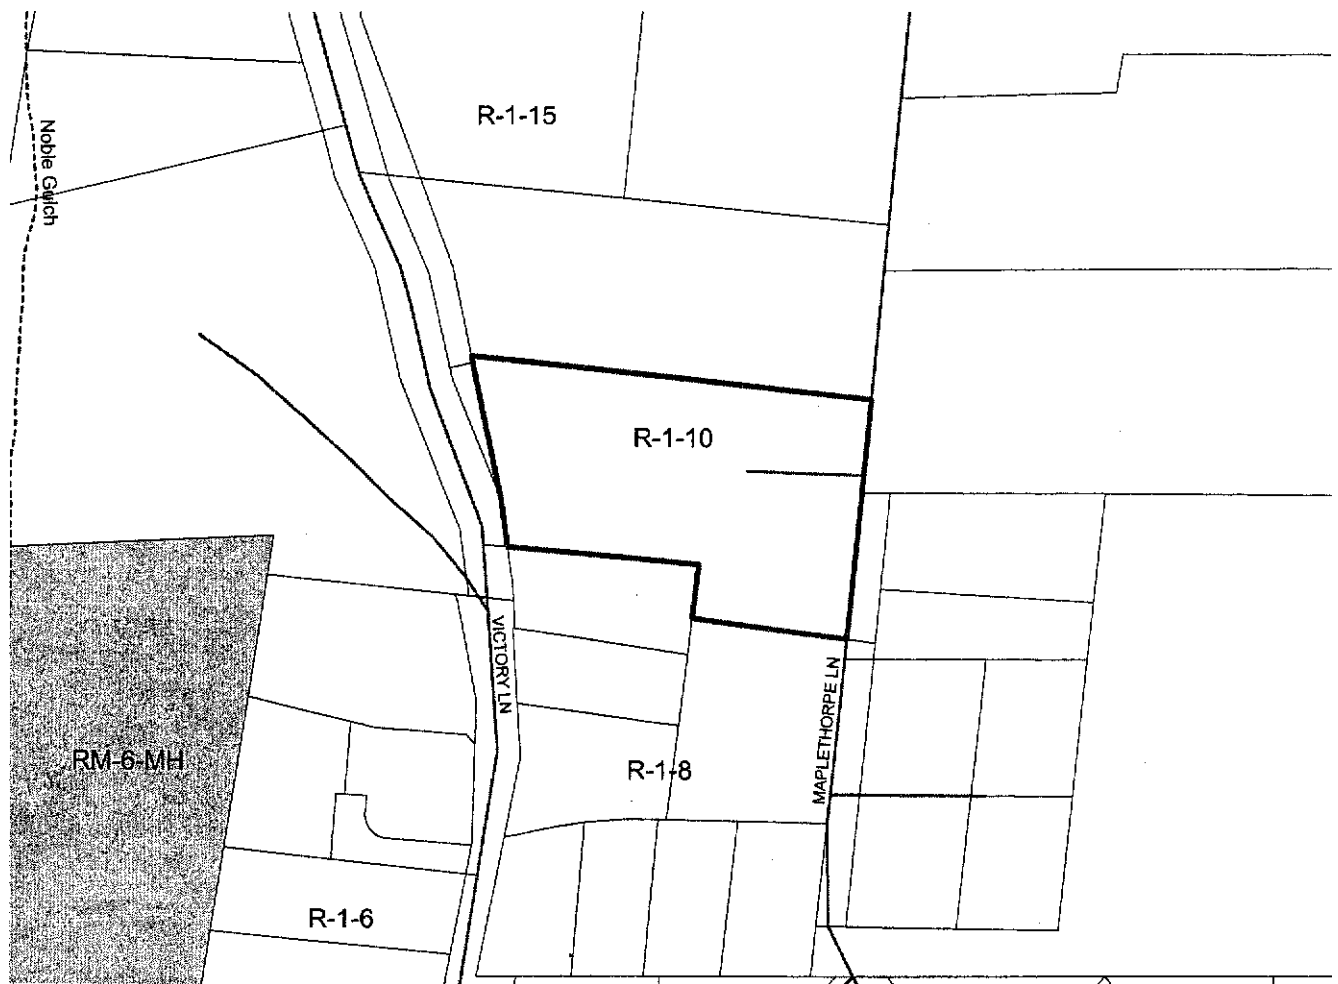 R-1-15
Noble Gulch
R-1-10
VICTORY LN
MAPLETHORPE LN
RM-6-MH
R-1-8
R-1-6